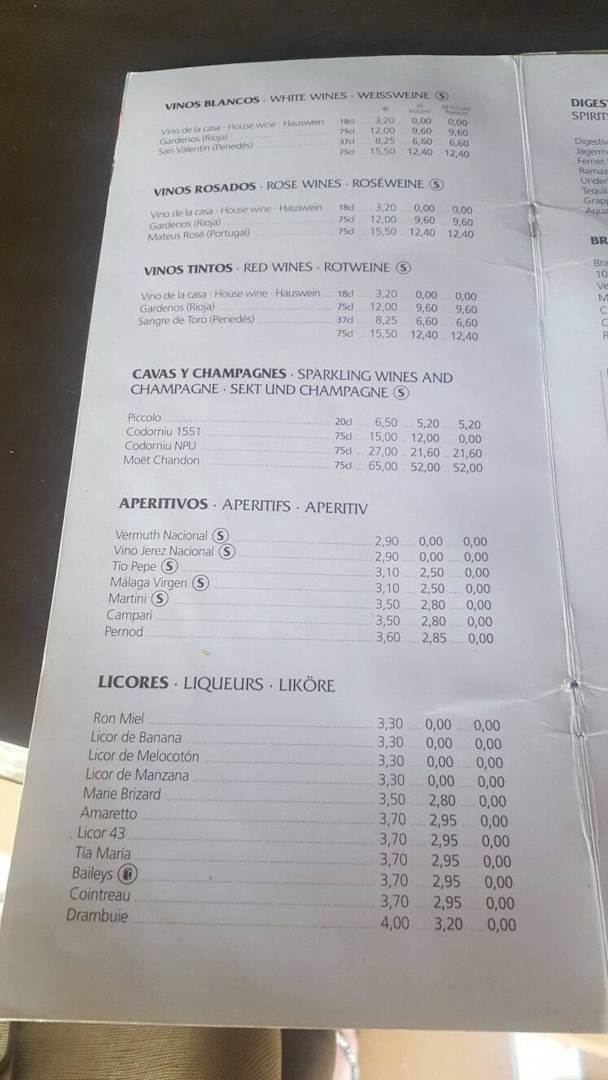 VINOS BLANCOS · WHITE WINES · WEISSWEINE Ⓢ
€
Vino de la casa · House wine · Hauswein 18cl 3,20 0,00 0,00
Gardenos (Rioja) 75cl 12,00 9,60 9,60
San Valentin (Penedés) 37cl 8,25 6,60 6,60
75cl 15,50 12,40 12,40
VINOS ROSADOS · ROSE WINES · ROSÉWEINE Ⓢ
Vino de la casa · House wine · Hauswein 18cl 3,20 0,00 0,00
Gardenos (Rioja) 75cl 12,00 9,60 9,60
Mateus Rosé (Portugal) 75cl 15,50 12,40 12,40
VINOS TINTOS · RED WINES · ROTWEINE Ⓢ
Vino de la casa · House wine · Hauswein 18cl 3,20 0,00 0,00
Gardenos (Rioja) 75cl 12,00 9,60 9,60
Sangre de Toro (Penedés) 37cl 8,25 6,60 6,60
75cl 15,50 12,40 12,40
CAVAS Y CHAMPAGNES · SPARKLING WINES AND
CHAMPAGNE · SEKT UND CHAMPAGNE Ⓢ
Piccolo 20cl 6,50 5,20 5,20
Codorniu 1551 75cl 15,00 12,00 0,00
Codorniu NPU 75cl 27,00 21,60 21,60
Moët Chandon 75cl 65,00 52,00 52,00
APERITIVOS · APERITIFS · APERITIV
Vermuth Nacional Ⓢ 2,90 0,00 0,00
Vino Jerez Nacional Ⓢ 2,90 0,00 0,00
Tio Pepe Ⓢ 3,10 2,50 0,00
Málaga Virgen Ⓢ 3,10 2,50 0,00
Martini Ⓢ 3,50 2,80 0,00
Campari 3,50 2,80 0,00
Pernod 3,60 2,85 0,00
LICORES · LIQUEURS · LIKÖRE
Ron Miel 3,30 0,00 0,00
Licor de Banana 3,30 0,00 0,00
Licor de Melocotón 3,30 0,00 0,00
Licor de Manzana 3,30 0,00 0,00
Marie Brizard 3,50 2,80 0,00
Amaretto 3,70 2,95 0,00
Licor 43 3,70 2,95 0,00
Tía María 3,70 2,95 0,00
Baileys 3,70 2,95 0,00
Cointreau 3,70 2,95 0,00
Drambuie 4,00 3,20 0,00
DIGES
SPIRIT
Digestiv
Jägerm
Fernet
Ramaz
Under
Tequil
Grap
Aqua
BR
Bra
10
Ve
M
C
C
R